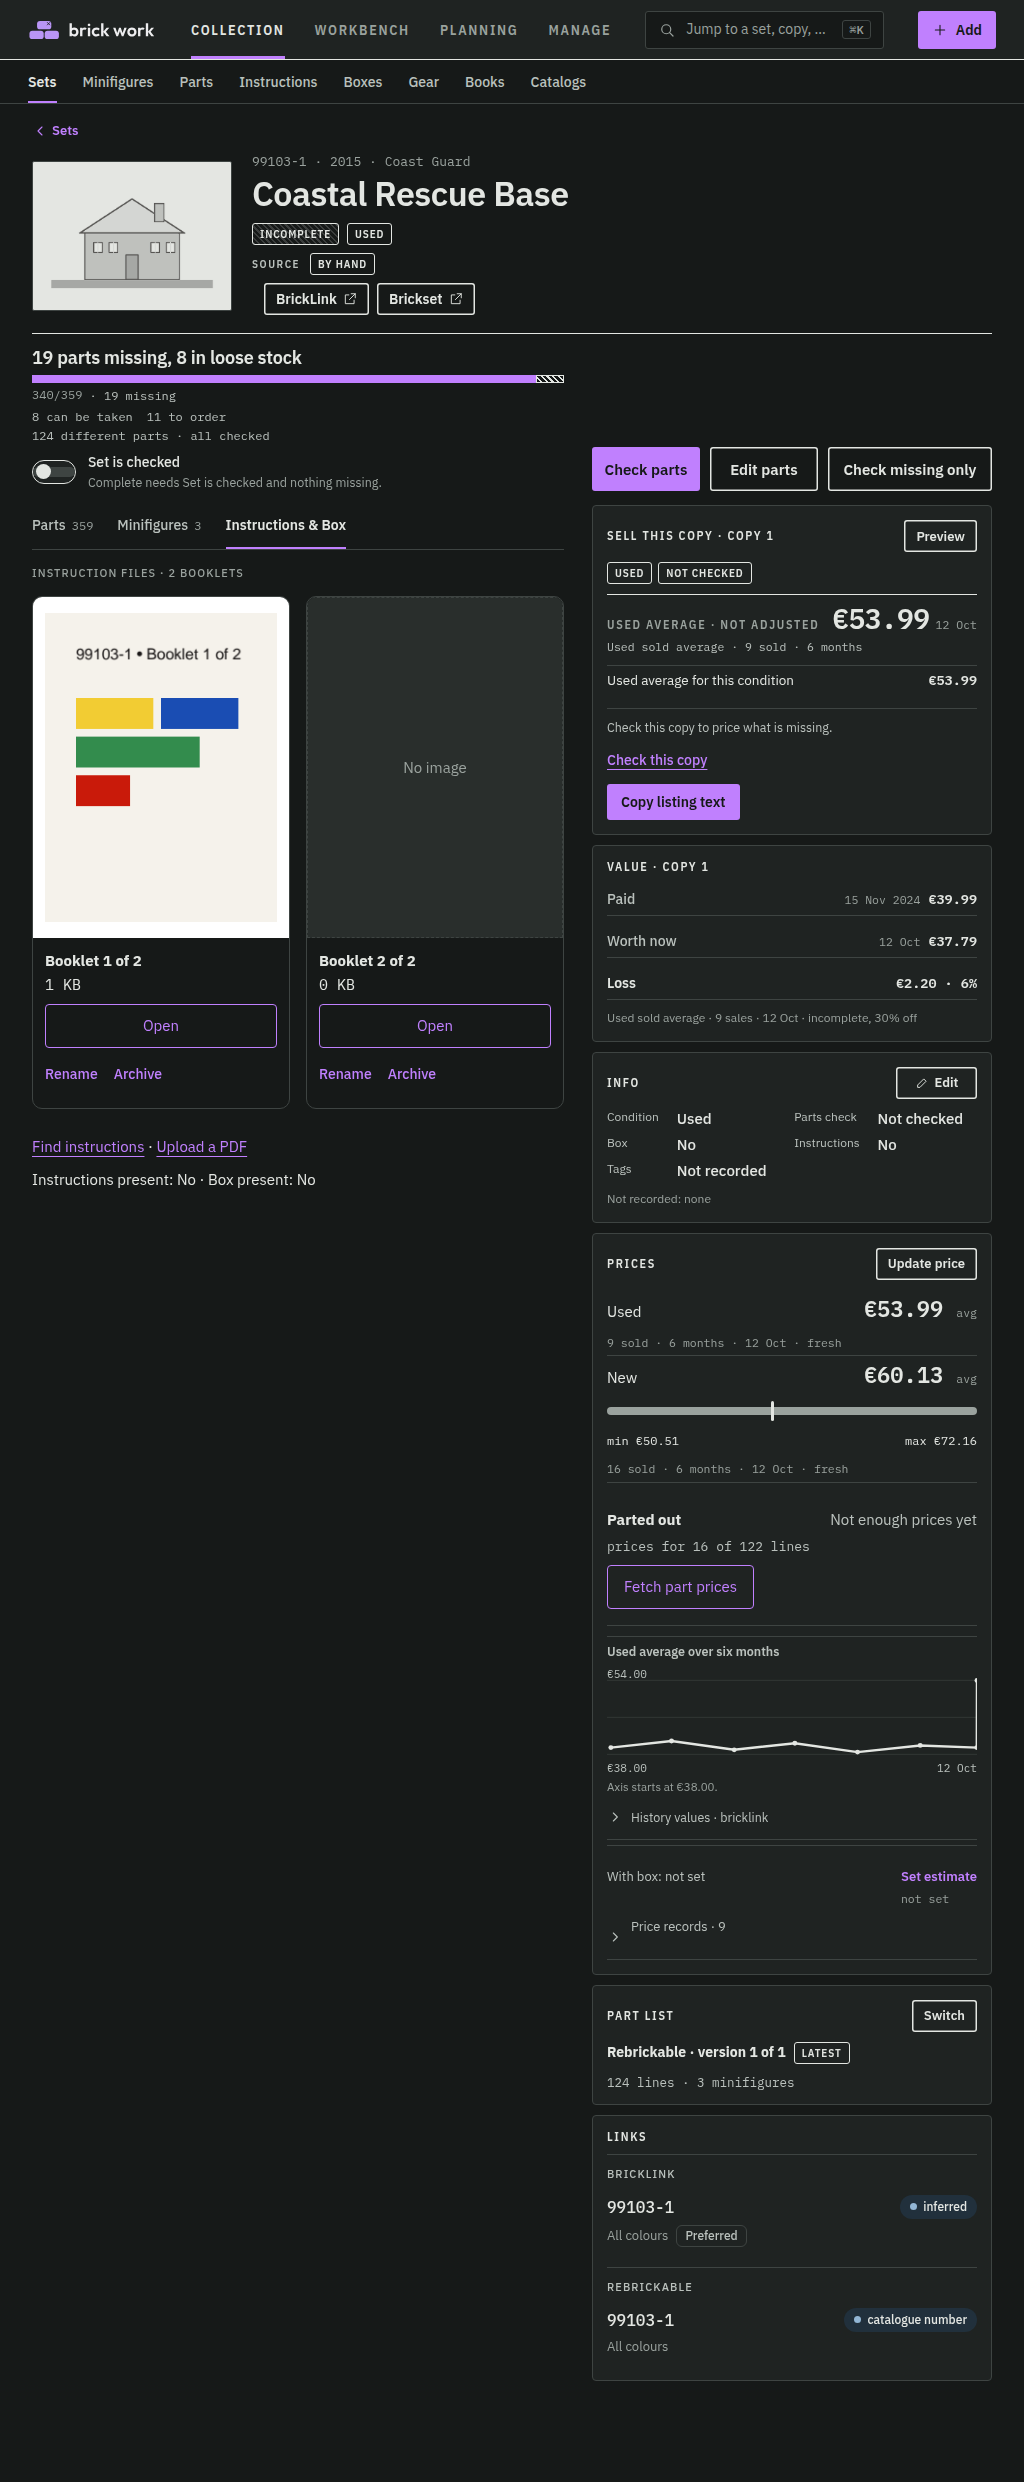 brick work
COLLECTION
WORKBENCH
PLANNING
MANAGE
Jump to a set, copy, ...
⌘K
Add
Sets
Minifigures
Parts
Instructions
Boxes
Gear
Books
Catalogs
Sets
99103-1 · 2015 · Coast Guard
Coastal Rescue Base
INCOMPLETE
USED
SOURCE
BY HAND
BrickLink
Brickset
19 parts missing, 8 in loose stock
340/359 · 19 missing
8 can be taken 11 to order
124 different parts · all checked
Set is checked
Complete needs Set is checked and nothing missing.
Parts 359
Minifigures 3
Instructions & Box
INSTRUCTION FILES · 2 BOOKLETS
99103-1 • Booklet 1 of 2
Booklet 1 of 2
1 KB
Open
Rename
Archive
No image
Booklet 2 of 2
0 KB
Open
Rename
Archive
Find instructions · Upload a PDF
Instructions present: No · Box present: No
Check parts
Edit parts
Check missing only
SELL THIS COPY · COPY 1
Preview
USED
NOT CHECKED
USED AVERAGE · NOT ADJUSTED
€53.99
12 Oct
Used sold average · 9 sold · 6 months
Used average for this condition
€53.99
Check this copy to price what is missing.
Check this copy
Copy listing text
VALUE · COPY 1
Paid
15 Nov 2024 €39.99
Worth now
12 Oct €37.79
Loss
€2.20 · 6%
Used sold average · 9 sales · 12 Oct · incomplete, 30% off
INFO
Edit
Condition
Used
Parts check
Not checked
Box
No
Instructions
No
Tags
Not recorded
Not recorded: none
PRICES
Update price
Used
€53.99 avg
9 sold · 6 months · 12 Oct · fresh
New
€60.13 avg
min €50.51
max €72.16
16 sold · 6 months · 12 Oct · fresh
Parted out
Not enough prices yet
prices for 16 of 122 lines
Fetch part prices
Used average over six months
€54.00
€38.00
12 Oct
Axis starts at €38.00.
History values · bricklink
With box: not set
Set estimate
not set
Price records · 9
PART LIST
Switch
Rebrickable · version 1 of 1
LATEST
124 lines · 3 minifigures
LINKS
BRICKLINK
99103-1
inferred
All colours
Preferred
REBRICKABLE
99103-1
catalogue number
All colours